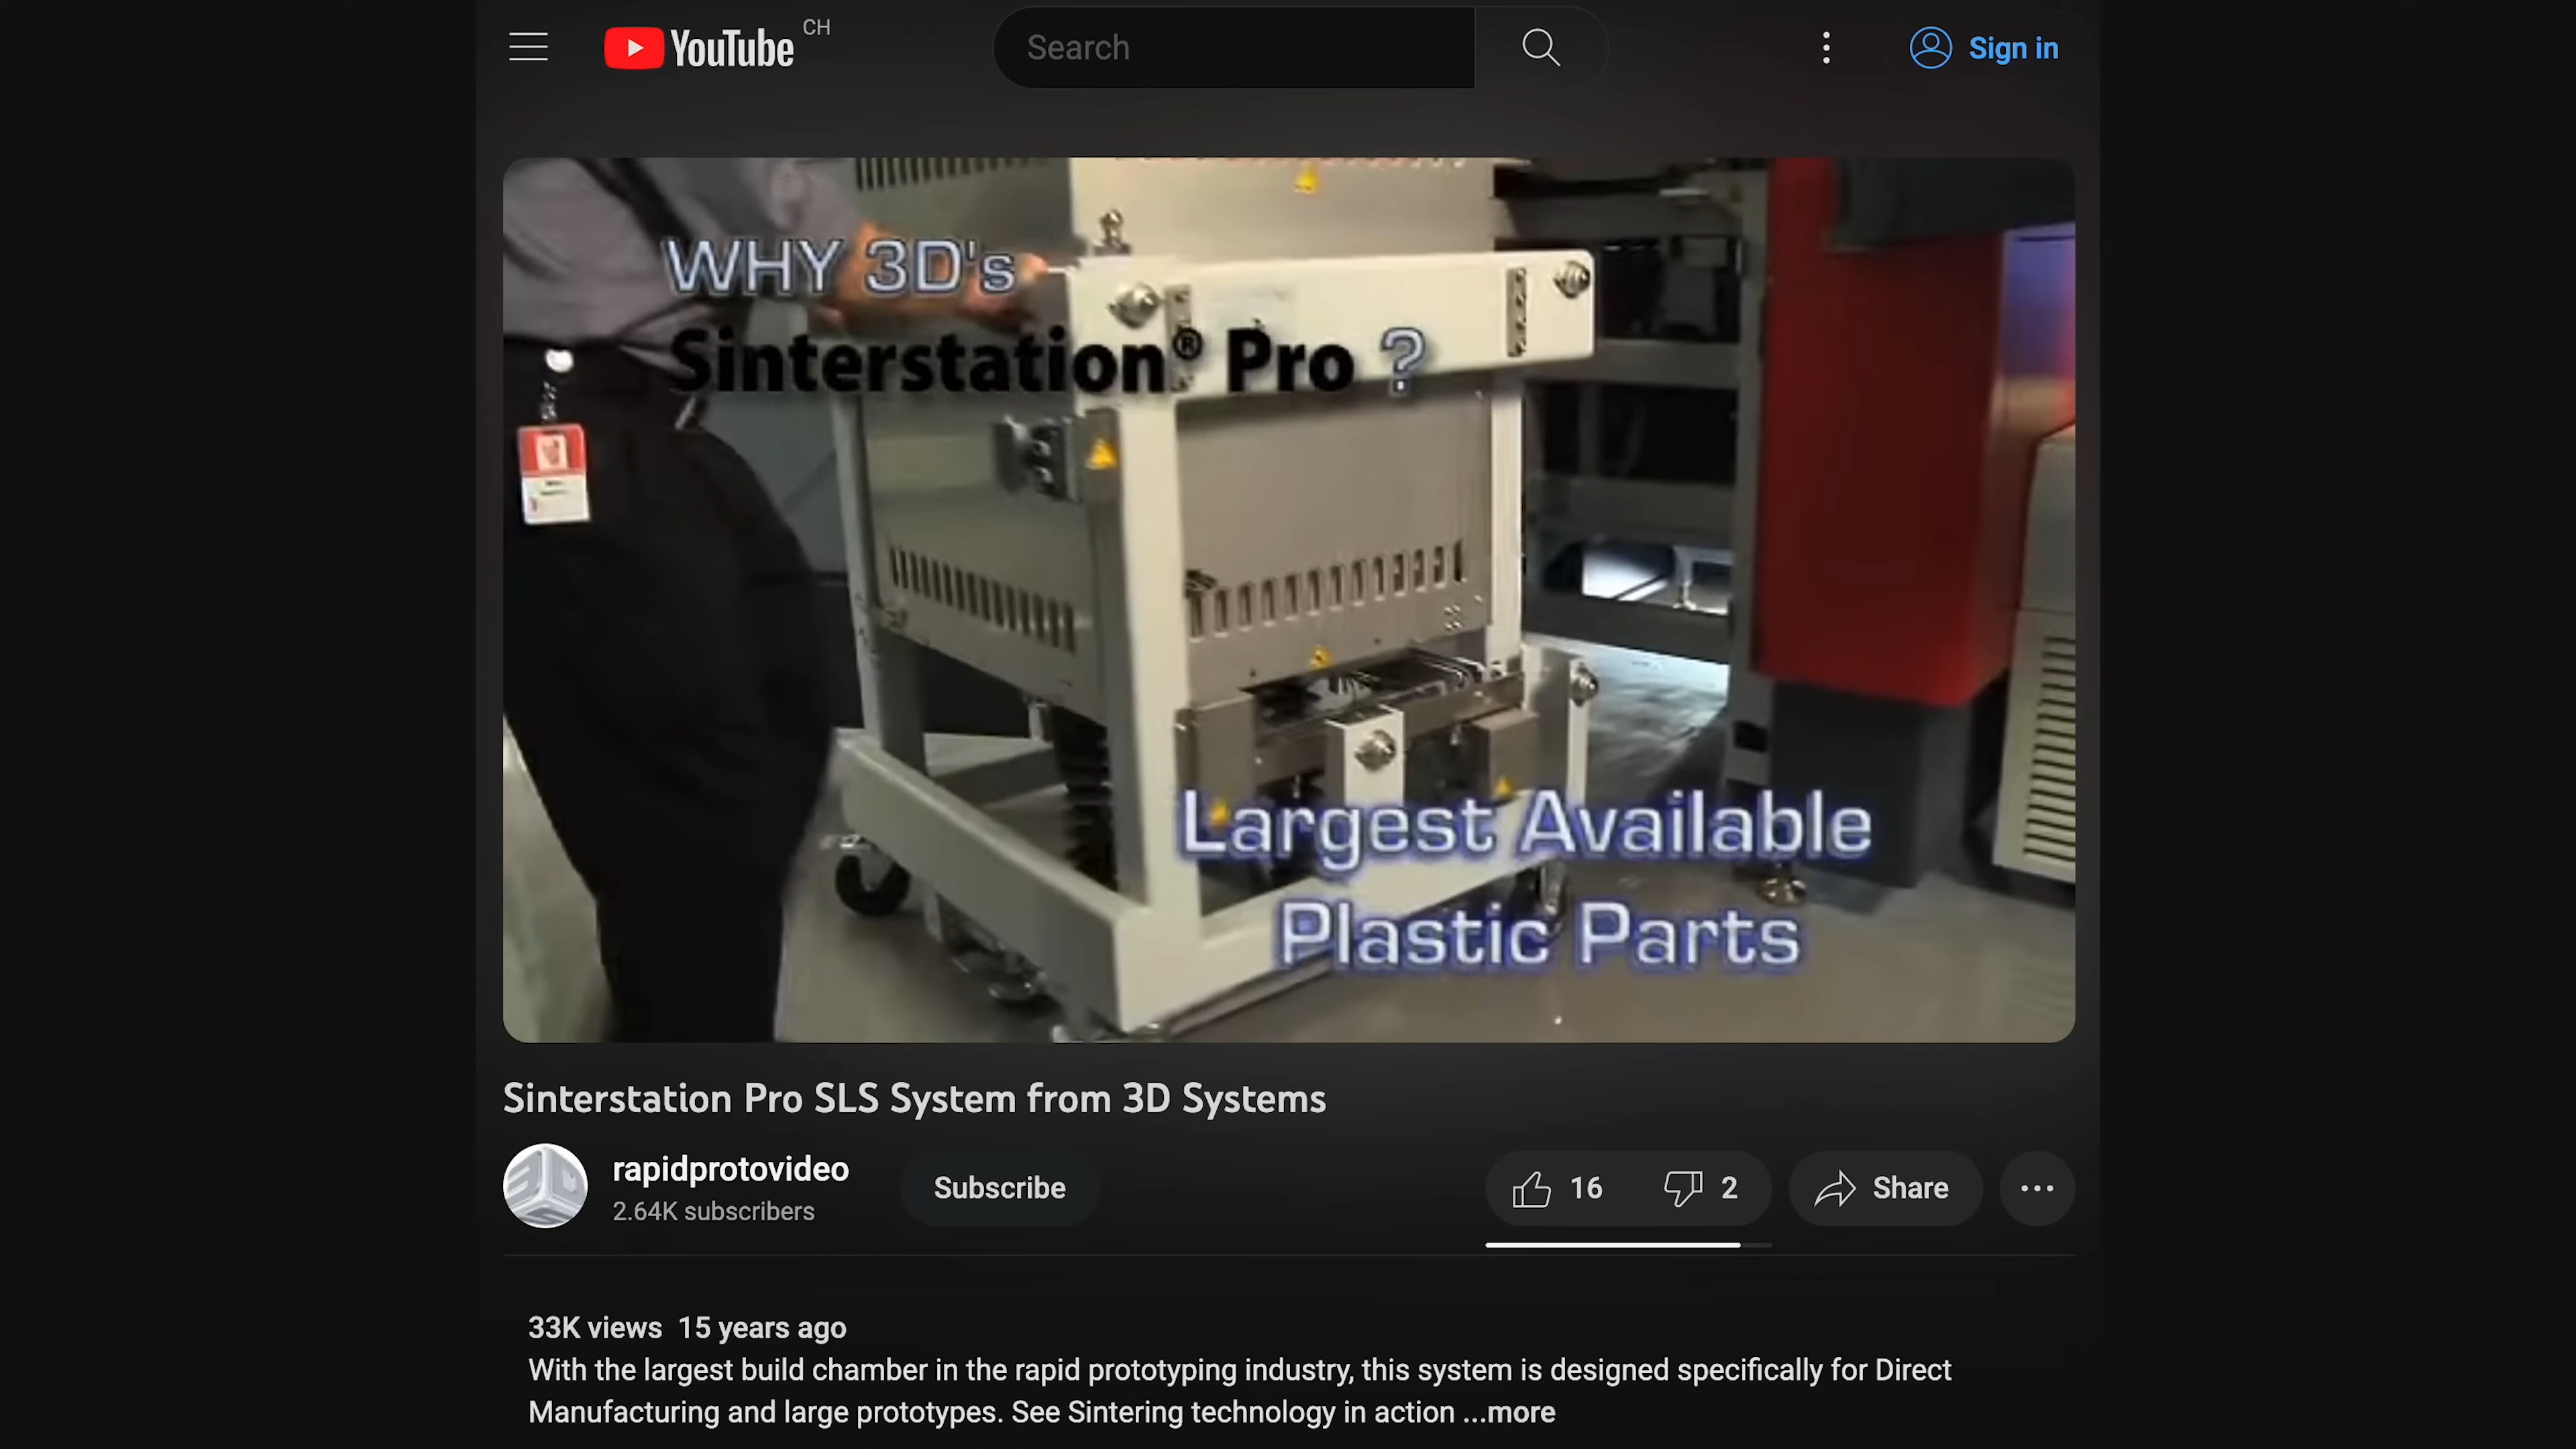 YouTube CH
Search
Sign in
WHY 3D's
Sinterstation® Pro ?
Largest Available
Plastic Parts
Sinterstation Pro SLS System from 3D Systems
rapidprotovideo
2.64K subscribers
Subscribe
16
2
Share
33K views 15 years ago
With the largest build chamber in the rapid prototyping industry, this system is designed specifically for Direct
Manufacturing and large prototypes. See Sintering technology in action ...more